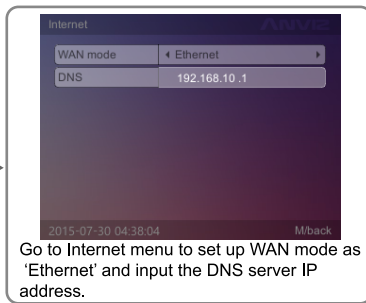 Internet
ANVIZ
WAN mode
Ethernet
DNS
192.168.10 .1
2015-07-30 04:38:04
M/back
Go to Internet menu to set up WAN mode as
‘Ethernet’ and input the DNS server IP
address.